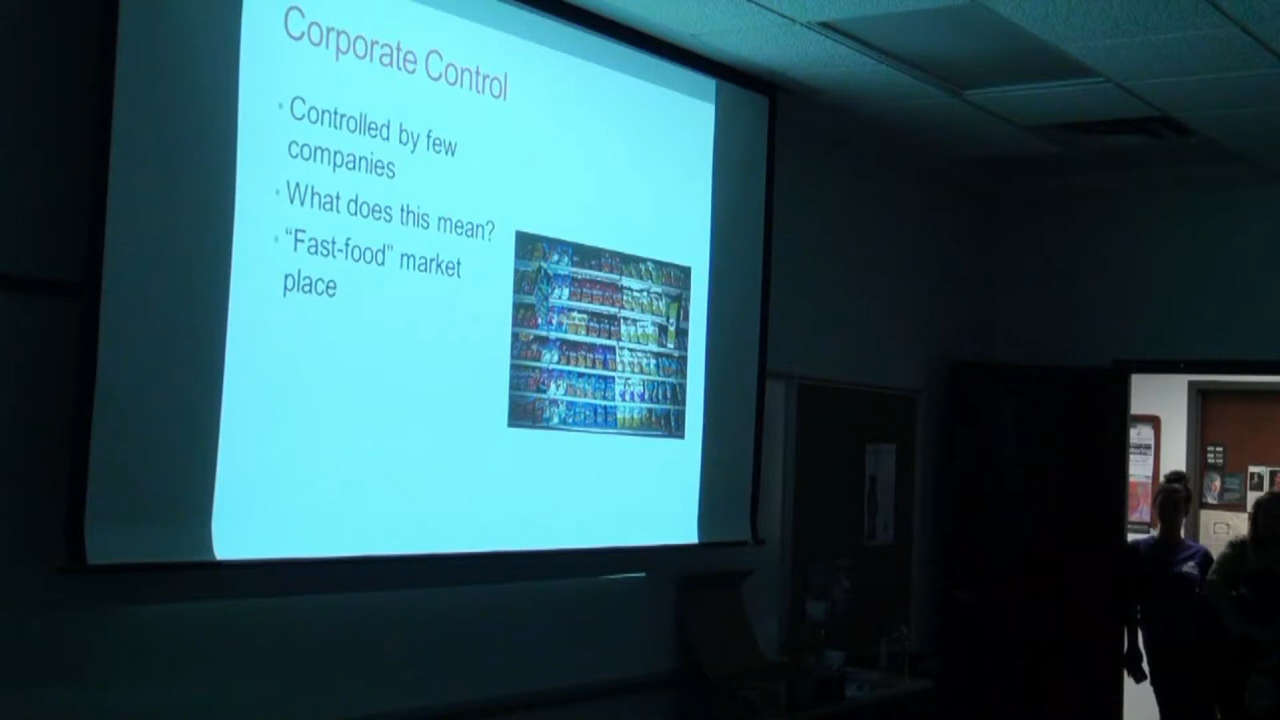 Corporate Control
Controlled by few
companies
What does this mean?
“Fast-food” market
place